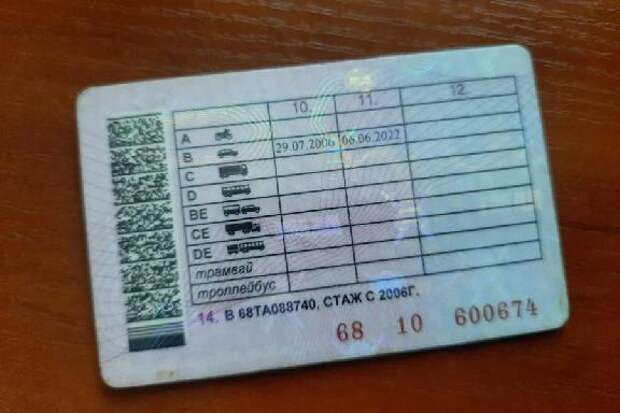 10. 11. 12.
A
B 29.07.2006 06.06.2022
C
D
BE
CE
DE
трамвай
троллейбус
14. В 68ТА088740, СТАЖ С 2006Г.
68 10 600674